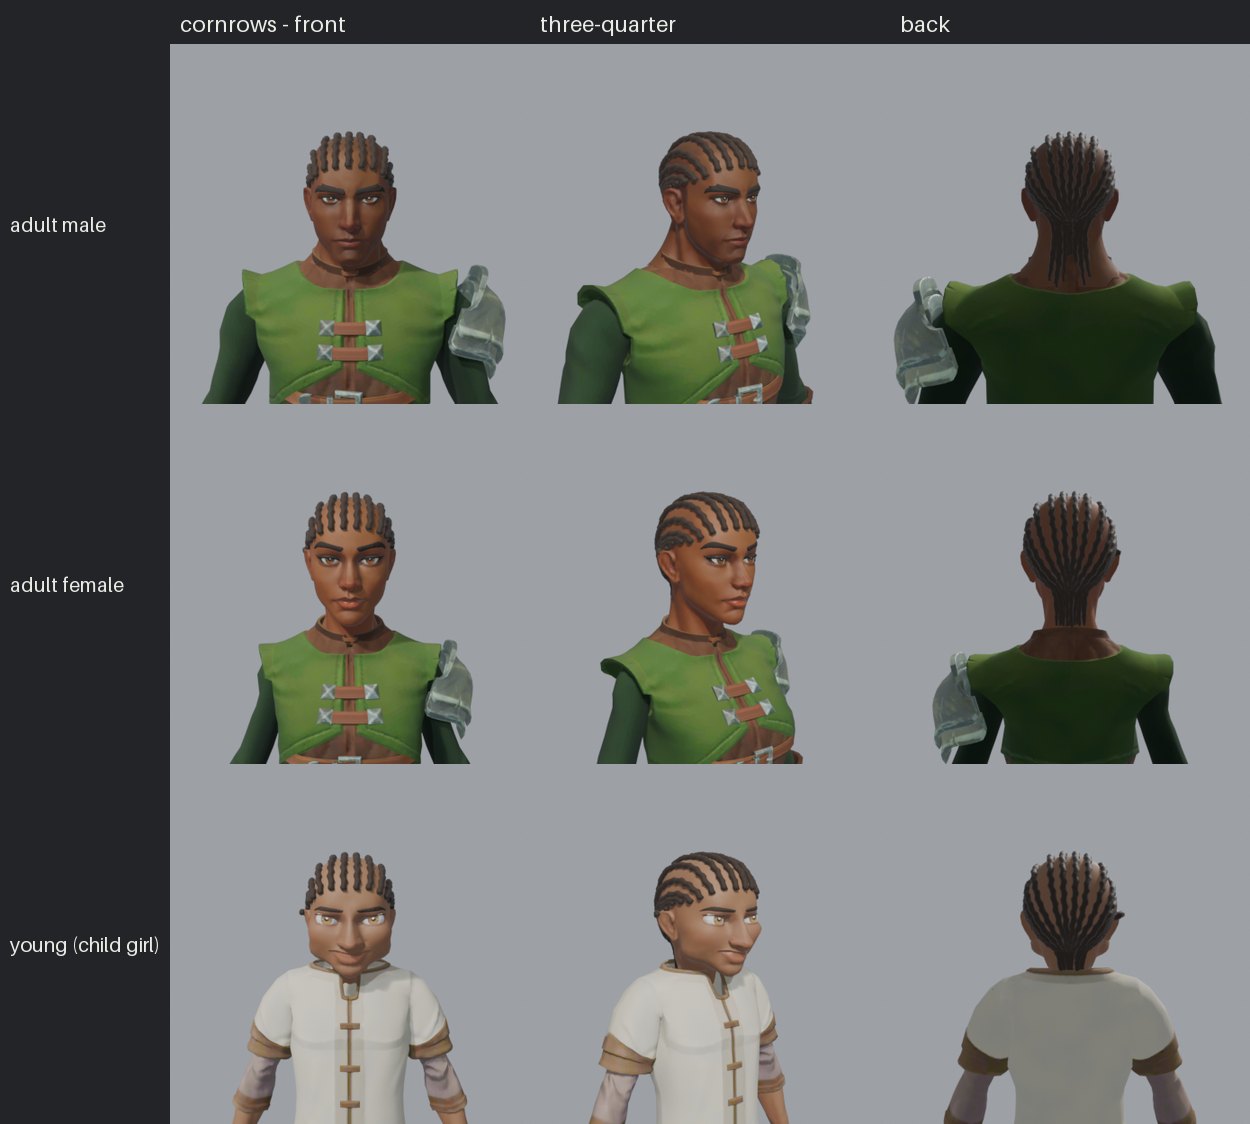 cornrows - front
three-quarter
back
adult male
adult female
young (child girl)